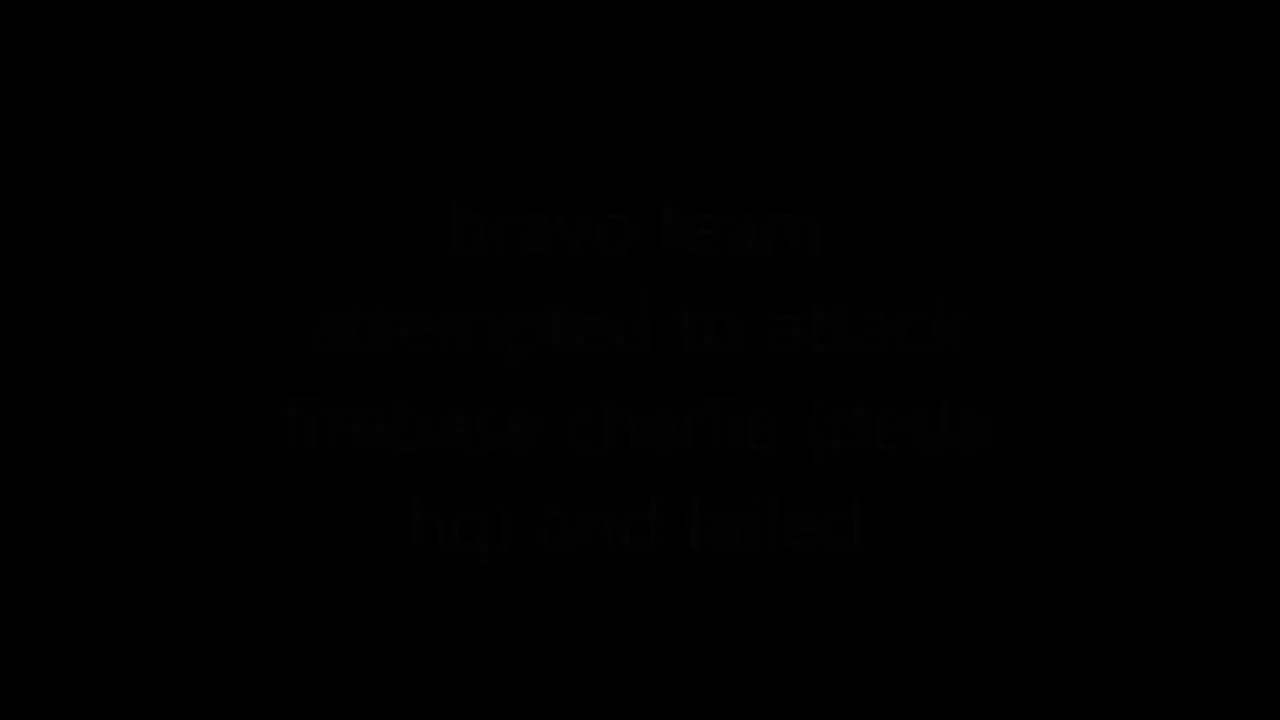 bravo team
attempted to attack
firebase charlie (delta
hq) and failed